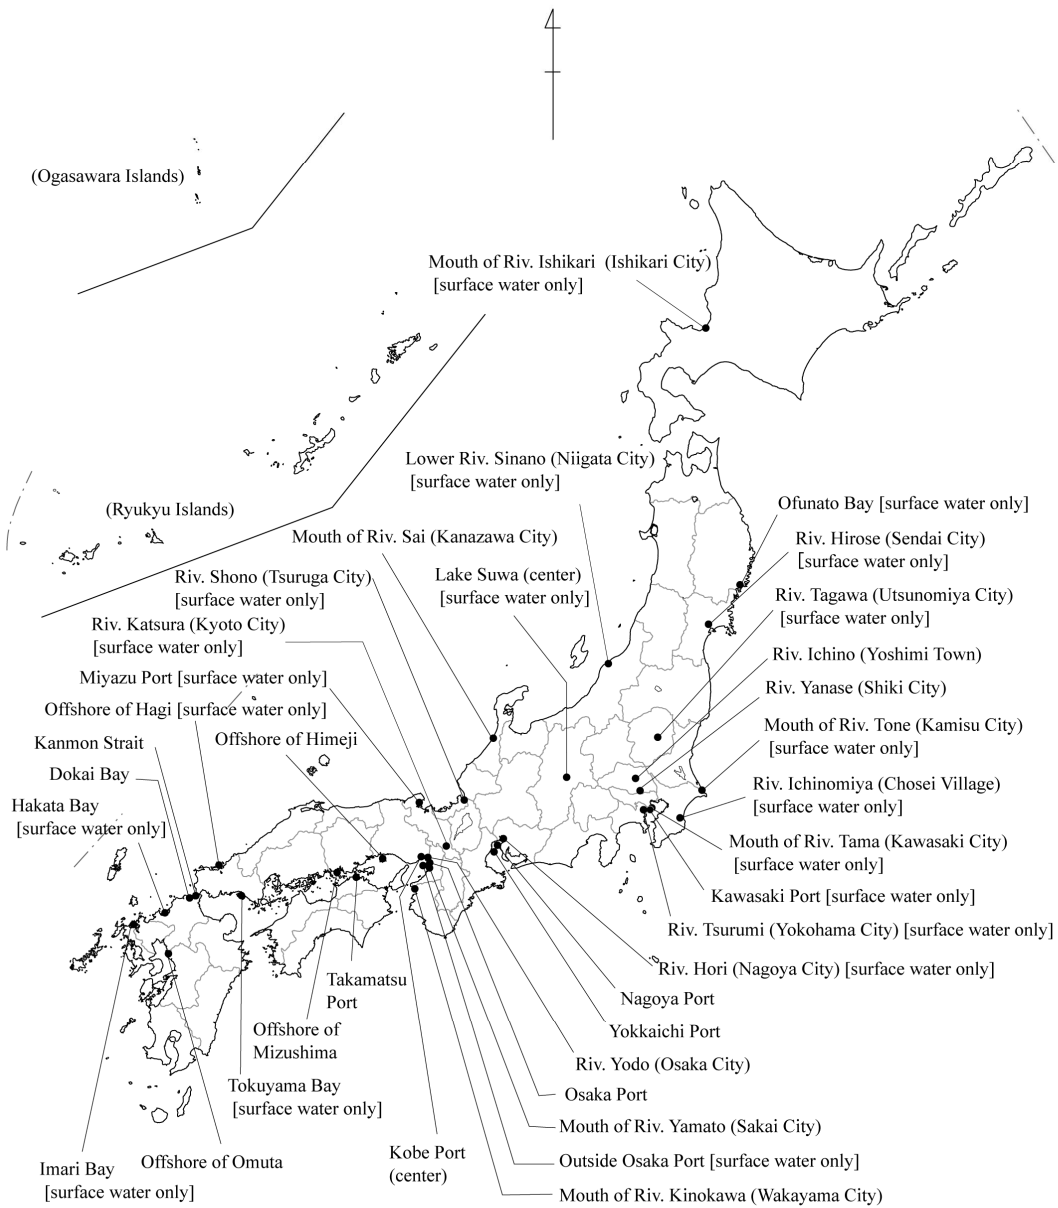 (Ogasawara Islands)
Mouth of Riv. Ishikari (Ishikari City)
[surface water only]
Lower Riv. Sinano (Niigata City)
[surface water only]
(Ryukyu Islands)
Mouth of Riv. Sai (Kanazawa City)
Lake Suwa (center)
[surface water only]
Riv. Shono (Tsuruga City)
[surface water only]
Riv. Katsura (Kyoto City)
[surface water only]
Miyazu Port [surface water only]
Offshore of Hagi [surface water only]
Offshore of Himeji
Kanmon Strait
Dokai Bay
Hakata Bay
[surface water only]
Ofunato Bay [surface water only]
Riv. Hirose (Sendai City)
[surface water only]
Riv. Tagawa (Utsunomiya City)
[surface water only]
Riv. Ichino (Yoshimi Town)
Riv. Yanase (Shiki City)
Mouth of Riv. Tone (Kamisu City)
[surface water only]
Riv. Ichinomiya (Chosei Village)
[surface water only]
Mouth of Riv. Tama (Kawasaki City)
[surface water only]
Kawasaki Port [surface water only]
Riv. Tsurumi (Yokohama City) [surface water only]
Riv. Hori (Nagoya City) [surface water only]
Nagoya Port
Yokkaichi Port
Riv. Yodo (Osaka City)
Osaka Port
Mouth of Riv. Yamato (Sakai City)
Outside Osaka Port [surface water only]
Mouth of Riv. Kinokawa (Wakayama City)
Takamatsu
Port
Offshore of
Mizushima
Tokuyama Bay
[surface water only]
Kobe Port
(center)
Offshore of Omuta
Imari Bay
[surface water only]